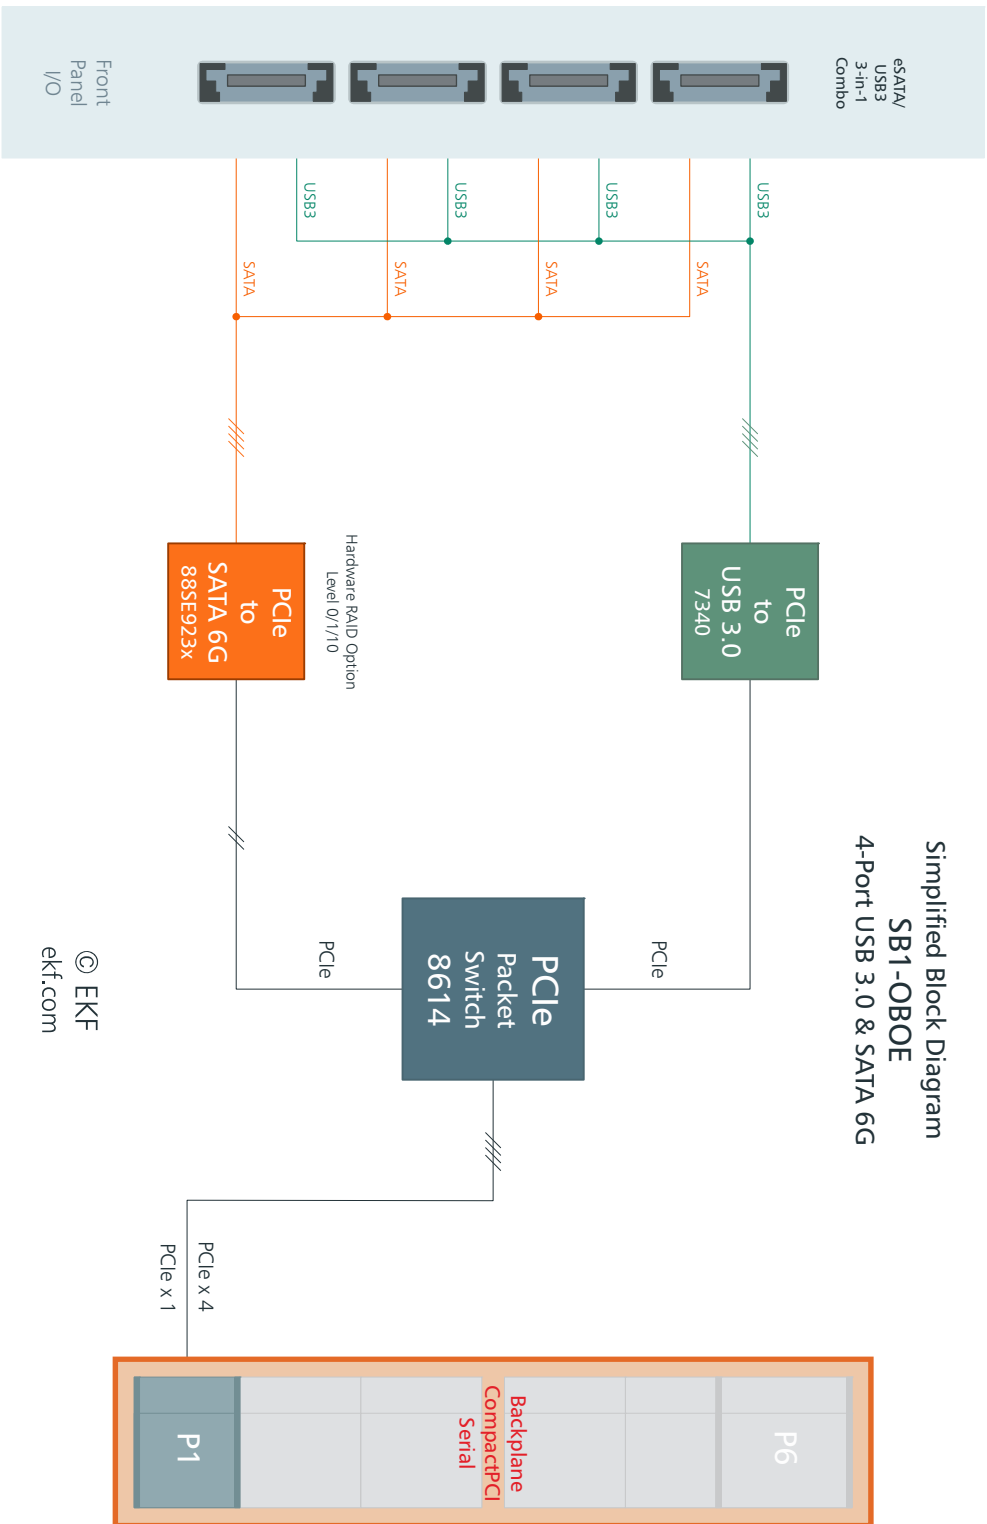 Simplified Block Diagram
SB1-OBOE
4-Port USB 3.0 & SATA 6G
eSATA/
USB3
3-in-1
Combo
Front
Panel
I/O
USB3
USB3
USB3
USB3
SATA
SATA
SATA
SATA
PCIe
to
USB 3.0
7340
Hardware RAID Option
Level 0/1/10
PCIe
to
SATA 6G
88SE923x
PCIe
PCIe
PCIe
Packet
Switch
8614
PCIe x 4
PCIe x 1
P6
Backplane
CompactPCI
Serial
P1
© EKF
ekf.com